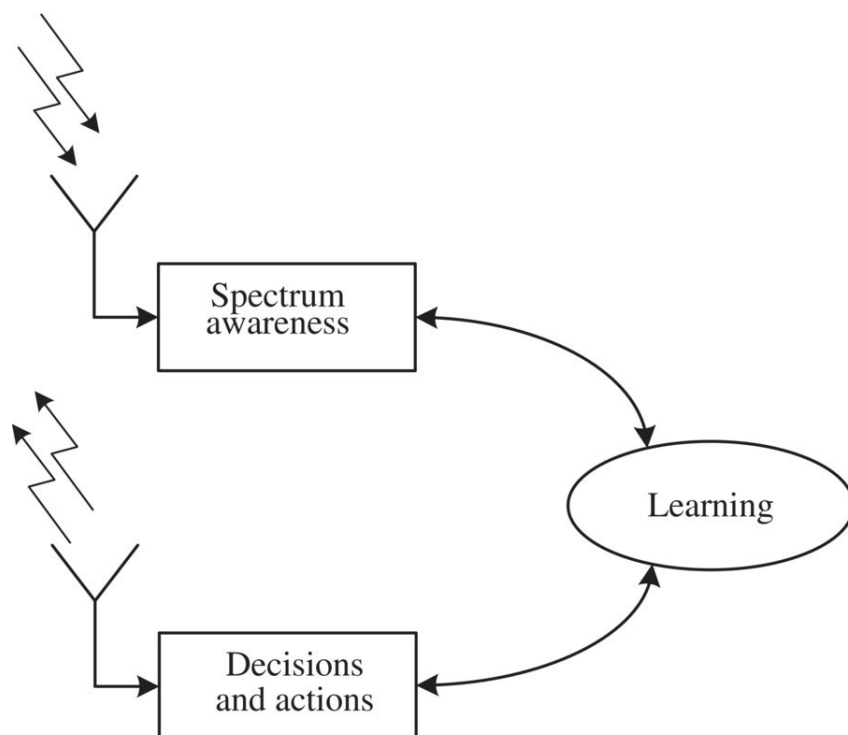 Spectrum
awareness
Learning
Decisions
and actions